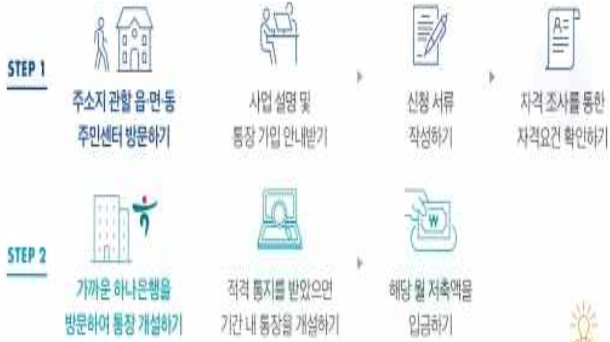 STEP 1
주소지 관할 읍·면·동
주민센터 방문하기
사업 설명 및
통장 가입 안내받기
신청 서류
작성하기
자격 조사를 통한
자격요건 확인하기
STEP 2
가까운 하나은행을
방문하여 통장 개설하기
적격 통지를 받았으면
기간 내 통장을 개설하기
해당 월 저축액을
입금하기